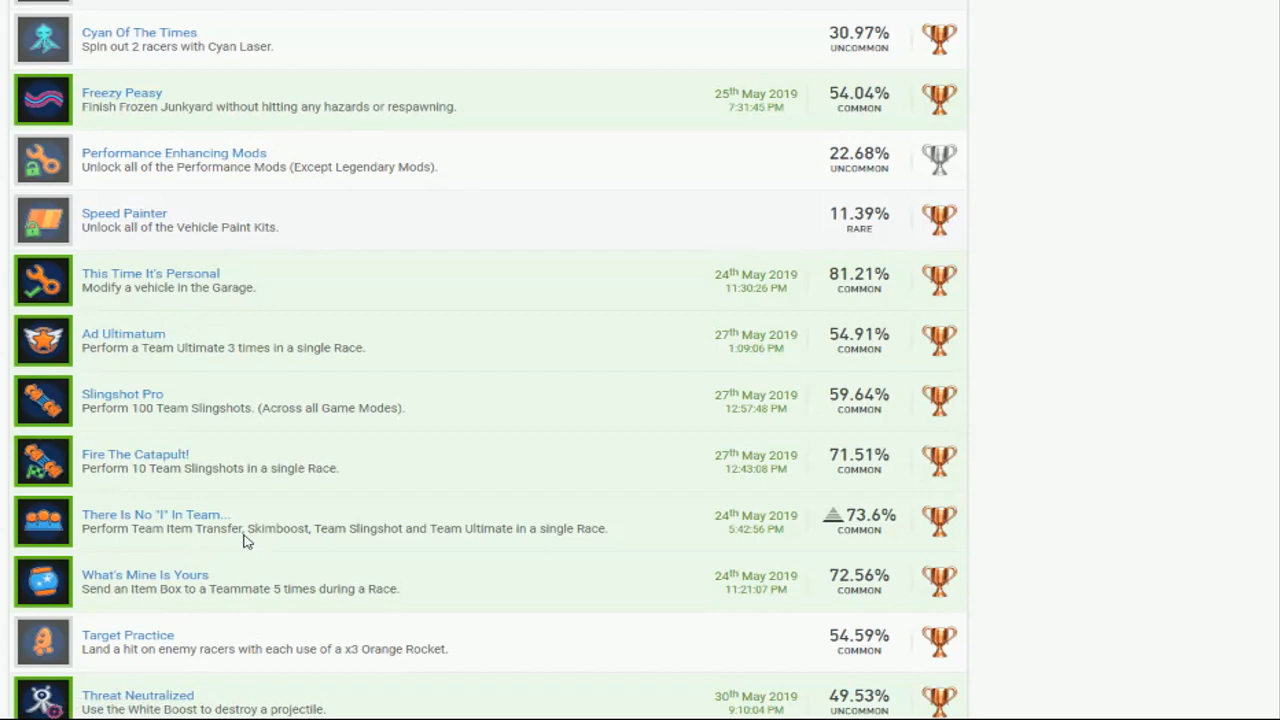 Cyan Of The Times
Spin out 2 racers with Cyan Laser.
30.97%
UNCOMMON
Freezy Peasy
Finish Frozen Junkyard without hitting any hazards or respawning.
25th May 2019
7:31:45 PM
54.04%
COMMON
Performance Enhancing Mods
Unlock all of the Performance Mods (Except Legendary Mods).
22.68%
UNCOMMON
Speed Painter
Unlock all of the Vehicle Paint Kits.
11.39%
RARE
This Time It's Personal
Modify a vehicle in the Garage.
24th May 2019
11:30:26 PM
81.21%
COMMON
Ad Ultimatum
Perform a Team Ultimate 3 times in a single Race.
27th May 2019
1:09:06 PM
54.91%
COMMON
Slingshot Pro
Perform 100 Team Slingshots. (Across all Game Modes).
27th May 2019
12:57:48 PM
59.64%
COMMON
Fire The Catapult!
Perform 10 Team Slingshots in a single Race.
27th May 2019
12:43:08 PM
71.51%
COMMON
There Is No "I" In Team...
Perform Team Item Transfer, Skimboost, Team Slingshot and Team Ultimate in a single Race.
24th May 2019
5:42:56 PM
73.6%
COMMON
What's Mine Is Yours
Send an Item Box to a Teammate 5 times during a Race.
24th May 2019
11:21:07 PM
72.56%
COMMON
Target Practice
Land a hit on enemy racers with each use of a x3 Orange Rocket.
54.59%
COMMON
Threat Neutralized
Use the White Boost to destroy a projectile.
30th May 2019
9:10:04 PM
49.53%
UNCOMMON